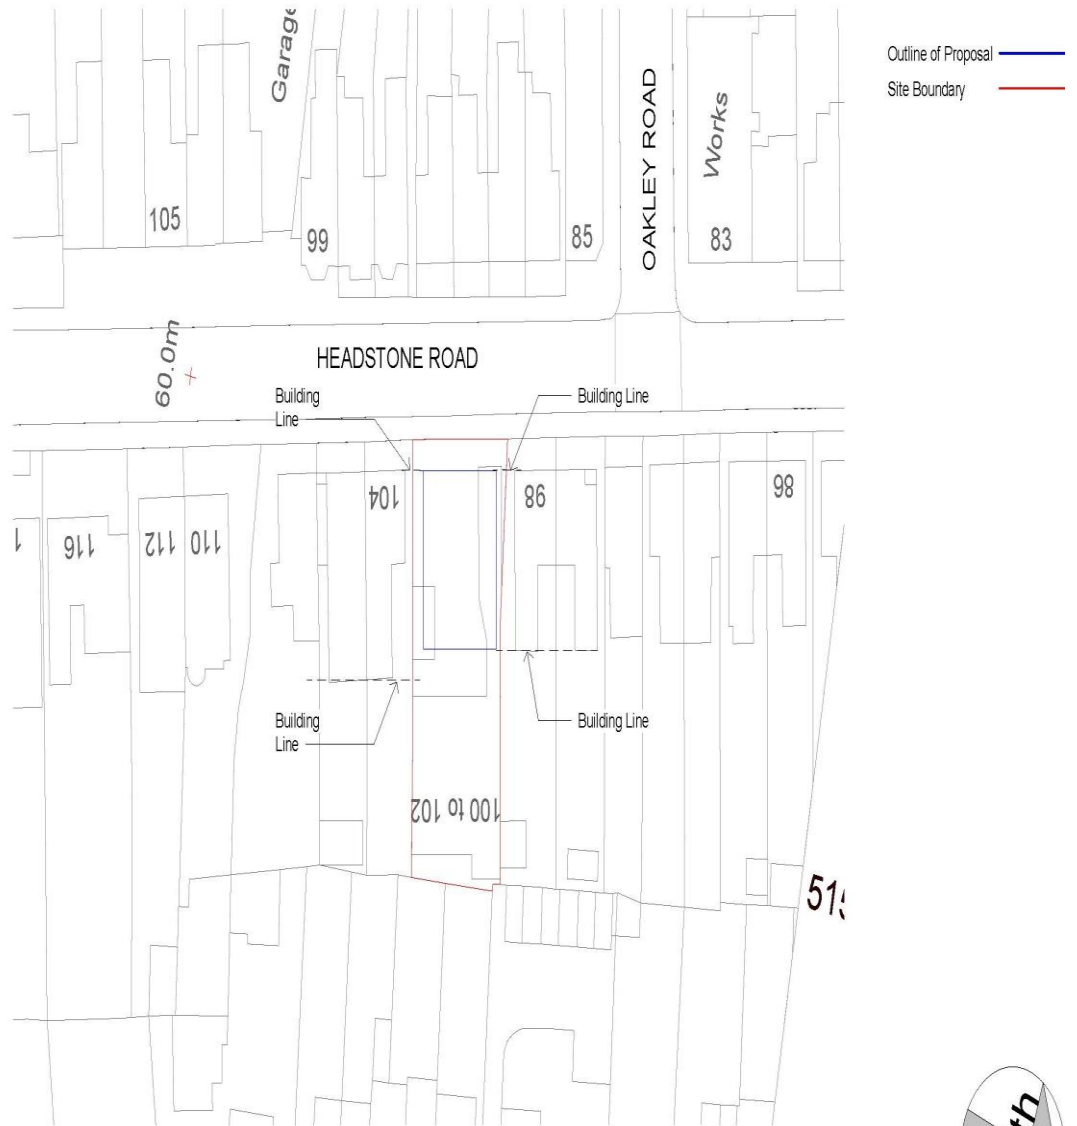 Outline of Proposal
Site Boundary
Garage
OAKLEY ROAD
Works
105
99
85
83
60.0m
HEADSTONE ROAD
Building
Line
Building Line
104
98
86
1
116
112
110
Building
Line
Building Line
100 to 102